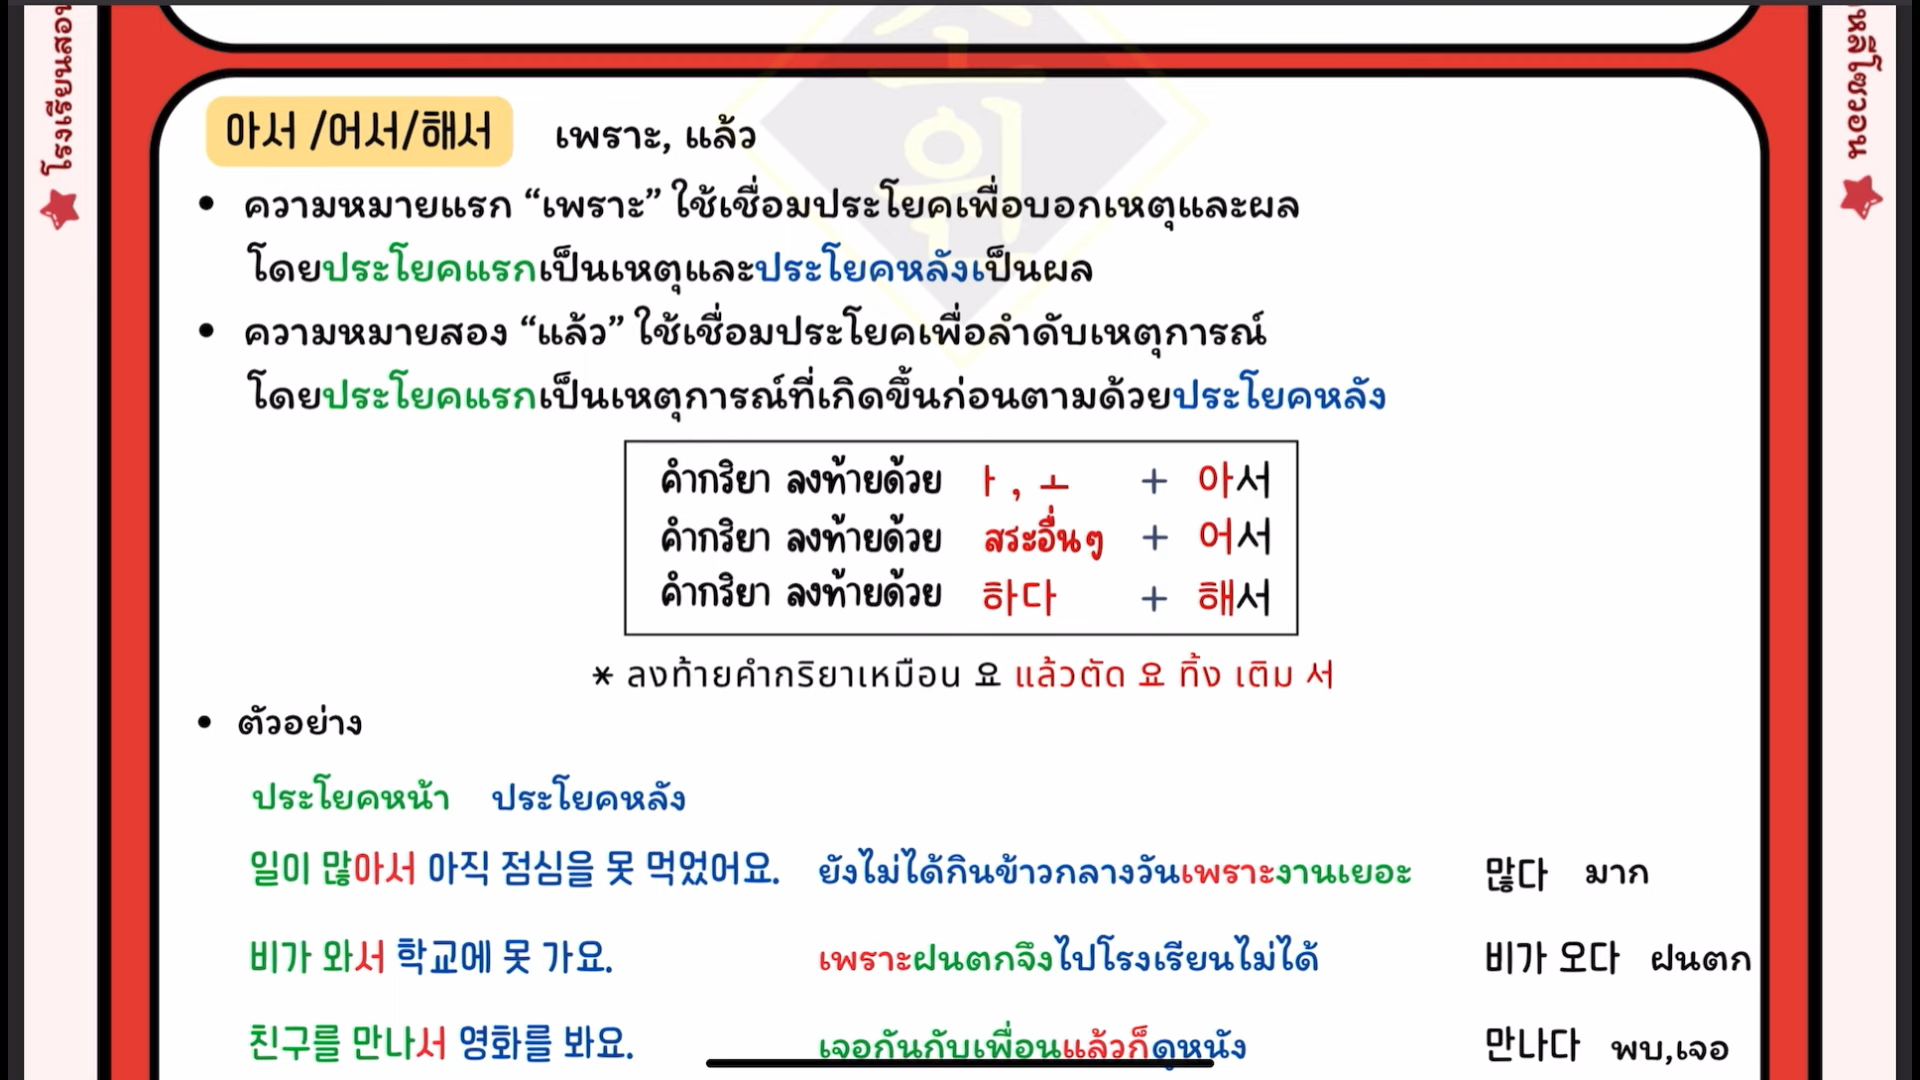 โรงเรียนสอน
นลีโซวอน
아서 /어서/해서 เพราะ, แล้ว
• ความหมายแรก “เพราะ” ใช้เชื่อมประโยคเพื่อบอกเหตุและผล
โดยประโยคแรกเป็นเหตุและประโยคหลังเป็นผล
• ความหมายสอง “แล้ว” ใช้เชื่อมประโยคเพื่อลำดับเหตุการณ์
โดยประโยคแรกเป็นเหตุการณ์ที่เกิดขึ้นก่อนตามด้วยประโยคหลัง
คำกริยา ลงท้ายด้วย ㅏ , ㅗ + 아서
คำกริยา ลงท้ายด้วย สระอื่นๆ + 어서
คำกริยา ลงท้ายด้วย 하다 + 해서
* ลงท้ายคำกริยาเหมือน 요 แล้วตัด 요 ทิ้ง เติม 서
• ตัวอย่าง
ประโยคหน้า ประโยคหลัง
일이 많아서 아직 점심을 못 먹었어요. ยังไม่ได้กินข้าวกลางวันเพราะงานเยอะ 많다 มาก
비가 와서 학교에 못 가요. เพราะฝนตกจึงไปโรงเรียนไม่ได้ 비가 오다 ฝนตก
친구를 만나서 영화를 봐요. เจอกันกับเพื่อนแล้วก็ดูหนัง 만나다 พบ,เจอ